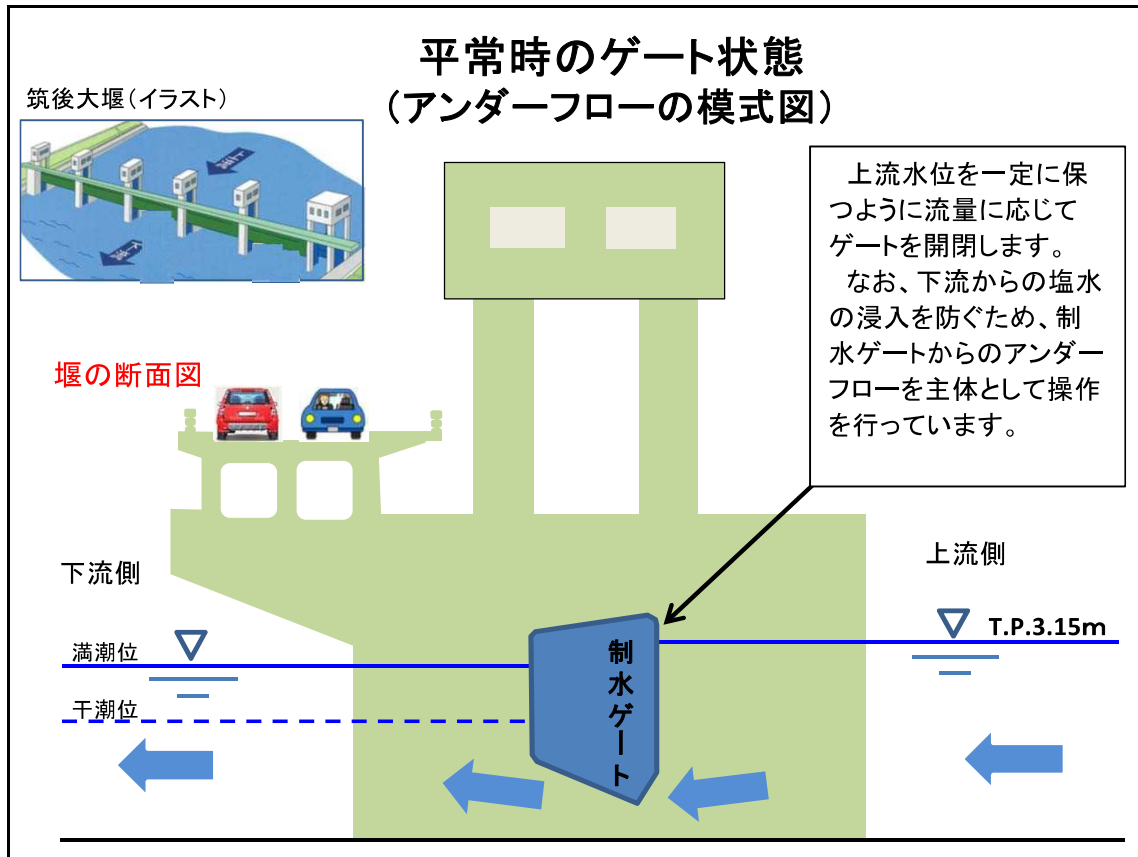 平常時のゲート状態
（アンダーフローの模式図）
筑後大堰（イラスト）
上流
下流
上流水位を一定に保
つように流量に応じて
ゲートを開閉します。
なお、下流からの塩水
の浸入を防ぐため、制
水ゲートからのアンダー
フローを主体として操作
を行っています。
堰の断面図
下流側
上流側
T.P.3.15m
満潮位
干潮位
制水ゲート